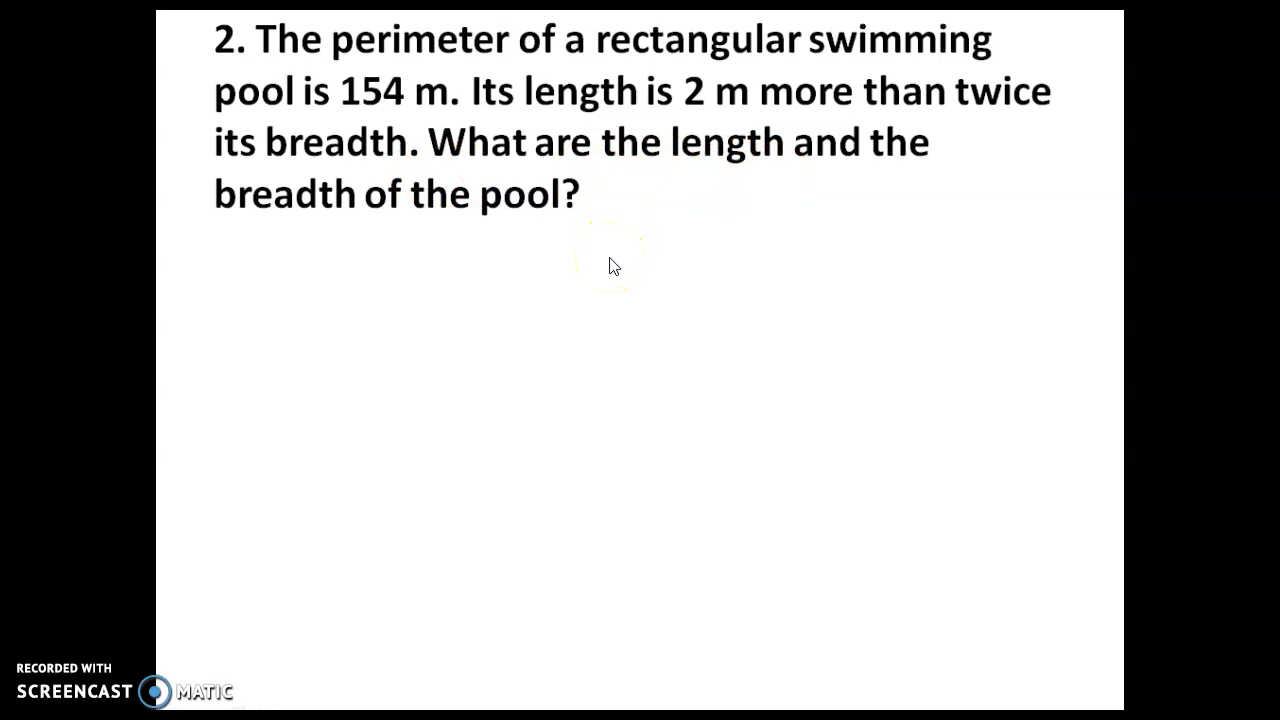 2. The perimeter of a rectangular swimming
pool is 154 m. Its length is 2 m more than twice
its breadth. What are the length and the
breadth of the pool?
RECORDED WITH
SCREENCAST MATIC